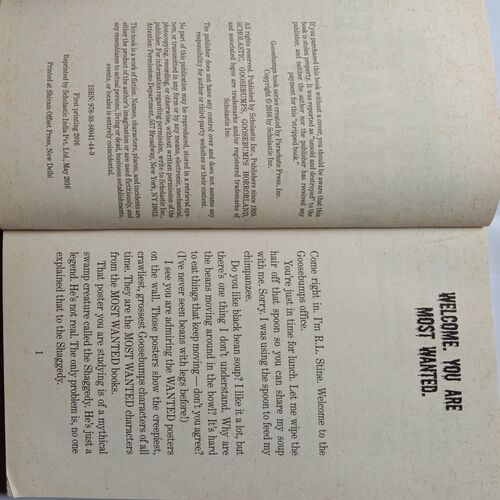 If you purchased this book without a cover, you should be aware that this
book is stolen property. It was reported as "unsold and destroyed" to the
publisher, and neither the author nor the publisher has received any
payment for this "stripped book."
Goosebumps book series created by Parachute Press, Inc.
Copyright © 2016 by Scholastic Inc.
All rights reserved. Published by Scholastic Inc., Publishers since 1920.
SCHOLASTIC, GOOSEBUMPS, GOOSEBUMPS HORRORLAND,
and associated logos are trademarks and/or registered trademarks of
Scholastic Inc.
The publisher does not have any control over and does not assume any
responsibility for author or third-party websites or their content.
No part of this publication may be reproduced, stored in a retrieval sys-
tem, or transmitted in any form or by any means, electronic, mechanical,
photocopying, recording, or otherwise, without written permission of the
publisher. For information regarding permission, write to Scholastic Inc.,
Attention: Permissions Department, 557 Broadway, New York, NY 10012.
This book is a work of fiction. Names, characters, places, and incidents are
either the product of the author's imagination or are used fictitiously, and
any resemblance to actual persons, living or dead, business establishments,
events, or locales is entirely coincidental.
First printing 2016
Reprinted by Scholastic India Pvt. Ltd., May 2016
Printed at Shivam Offset Press, New Delhi
WELCOME. YOU ARE
MOST WANTED.
Come right in. I'm R.L. Stine. Welcome to the
Goosebumps office.
You're just in time for lunch. Let me wipe the
hair off that spoon so you can share my soup
with me. Sorry. I was using the spoon to feed my
chimpanzee.
Do you like black bean soup? I like it a lot, but
there's one thing I don't understand. Why are
the beans moving around in the bowl? It's hard
to eat things that keep moving — don't you agree?
(I've never seen beans with legs before!)
I see you are admiring the WANTED posters
on the wall. Those posters show the creepiest,
crawliest, grossest Goosebumps characters of all
time. They are the MOST WANTED characters
from the MOST WANTED books.
That poster you are studying is of a mythical
swamp creature called the Shaggedy. He's just a
legend. He's not real. The only problem is, no one
explained that to the Shaggedy.
1